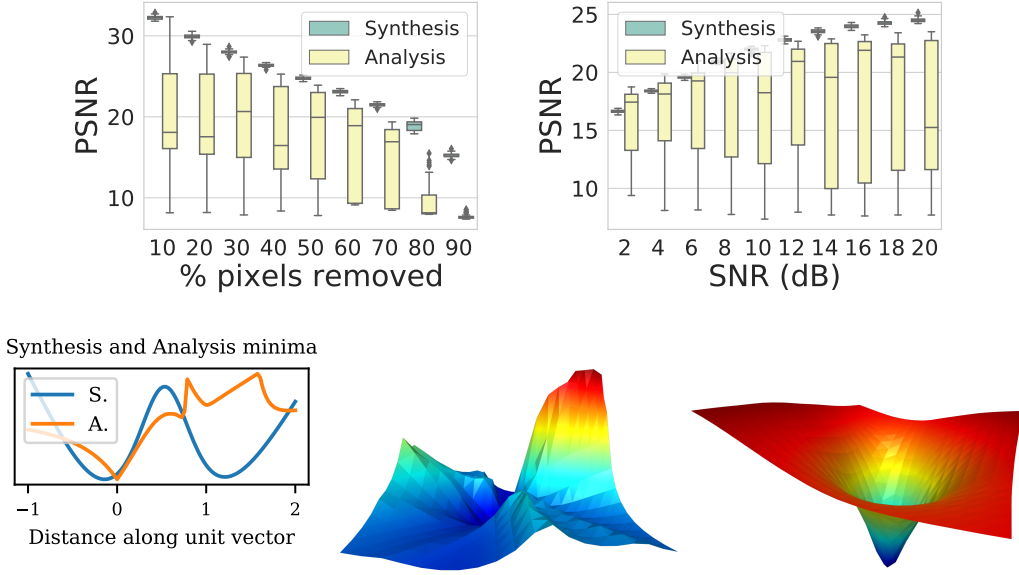 PSNR
30
20
10
Synthesis
Analysis
10 20 30 40 50 60 70 80 90
% pixels removed
PSNR
25
20
15
10
Synthesis
Analysis
2 4 6 8 10 12 14 16 18 20
SNR (dB)
Synthesis and Analysis minima
S.
A.
−1 0 1 2
Distance along unit vector